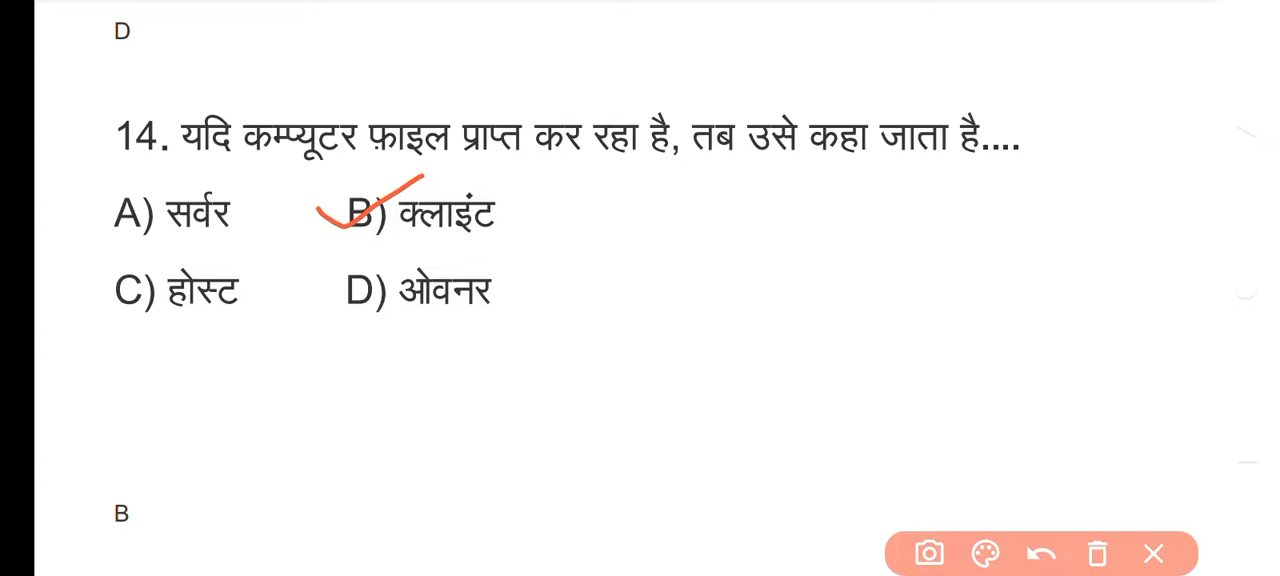 D
14. यदि कम्प्यूटर फ़ाइल प्राप्त कर रहा है, तब उसे कहा जाता है....
A) सर्वर B) क्लाइंट
C) होस्ट D) ओवनर
B